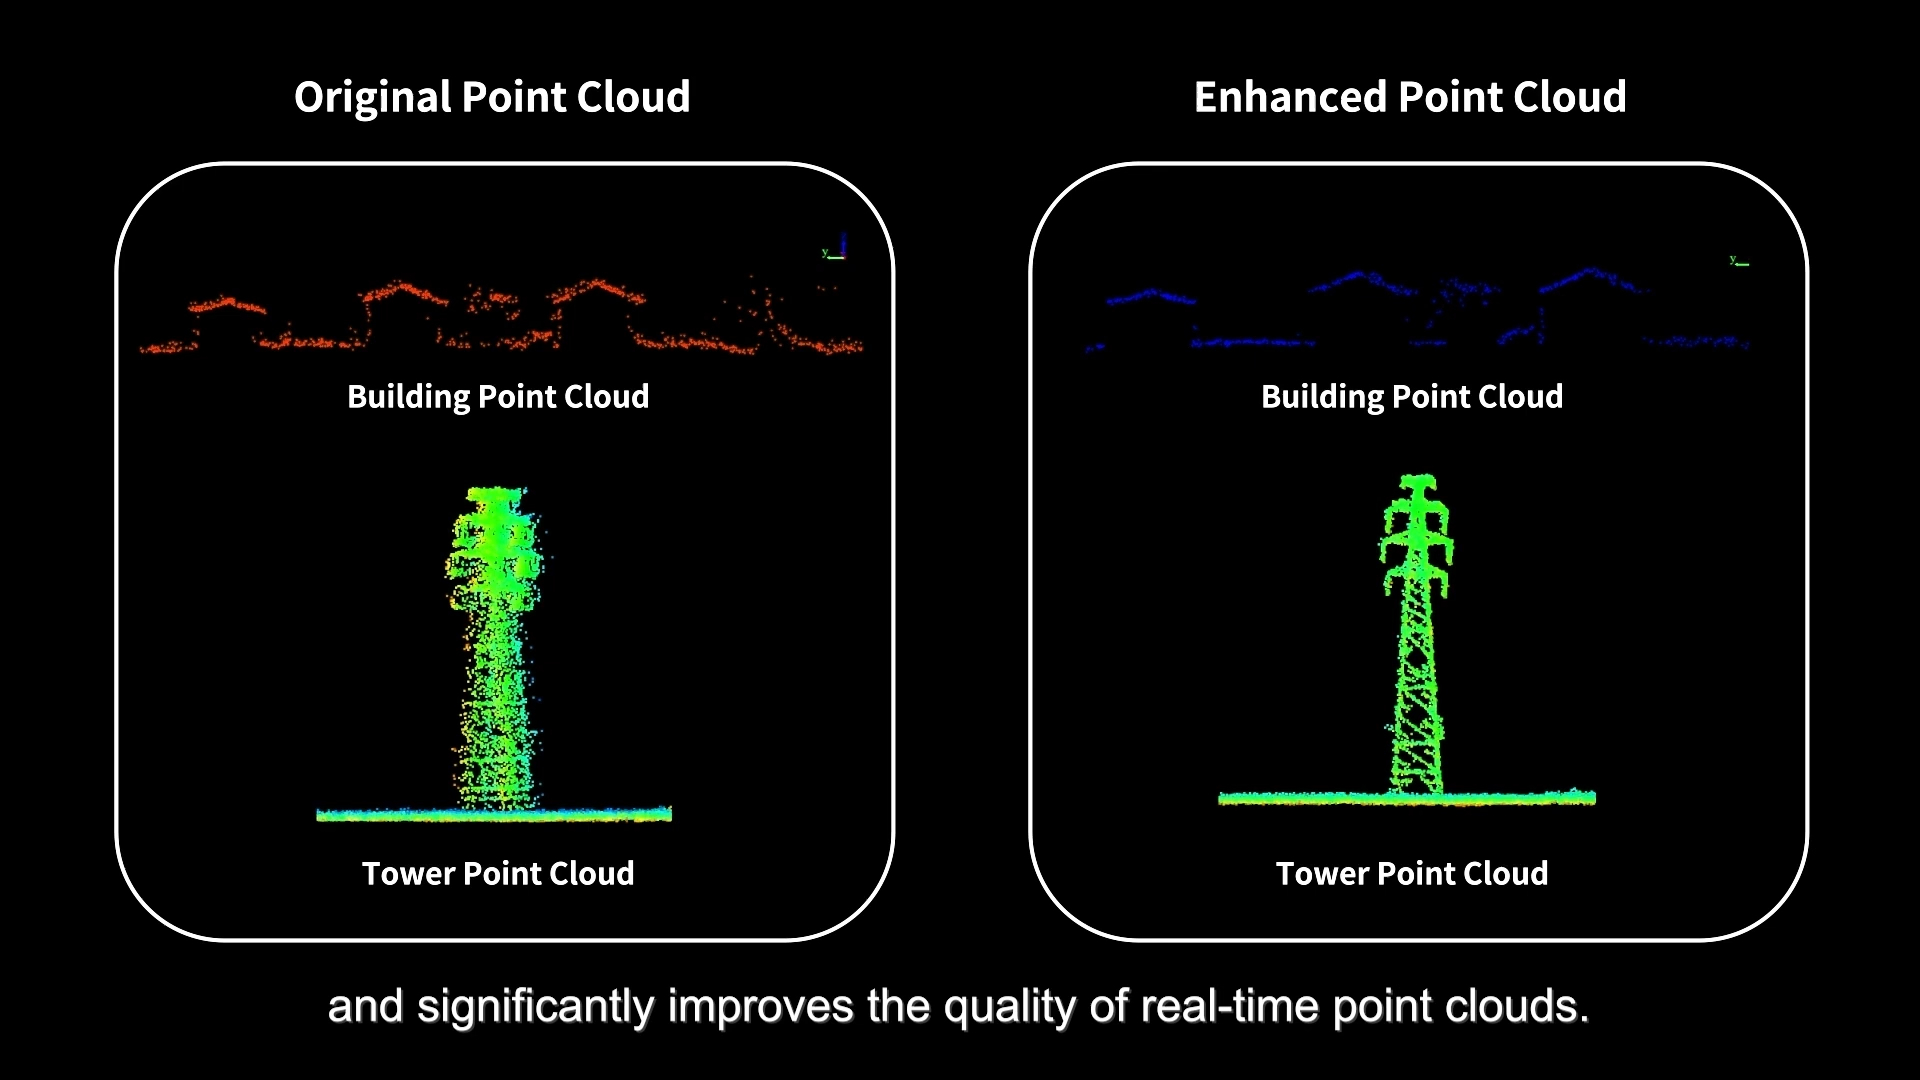 Original Point Cloud
Enhanced Point Cloud
y
y
Building Point Cloud
Building Point Cloud
Tower Point Cloud
Tower Point Cloud
and significantly improves the quality of real-time point clouds.